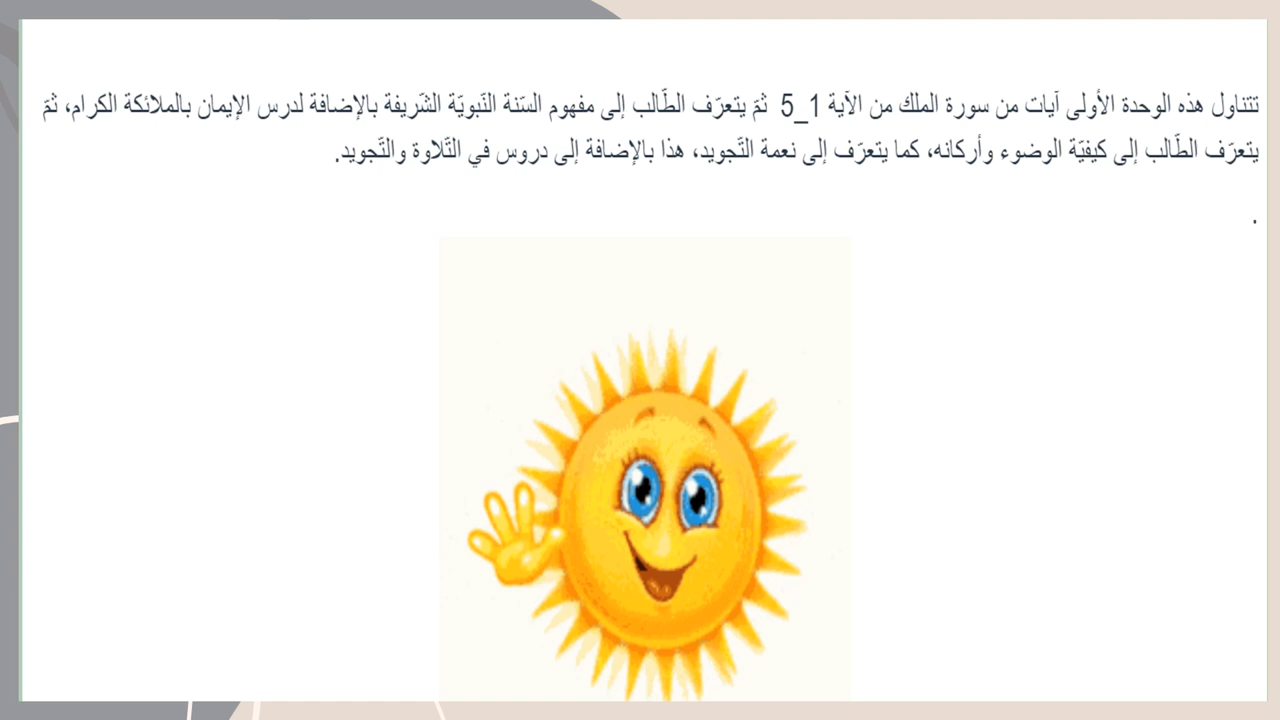 تتناول هذه الوحدة الأولى آيات من سورة الملك من الآية 1_5 ثمّ يتعرّف الطّالب إلى مفهوم السّنة النّبويّة الشّريفة بالإضافة لدرس الإيمان بالملائكة الكرام، ثمّ
يتعرّف الطّالب إلى كيفيّة الوضوء وأركانه، كما يتعرّف إلى نعمة التّجويد، هذا بالإضافة إلى دروس في التّلاوة والتّجويد.
.